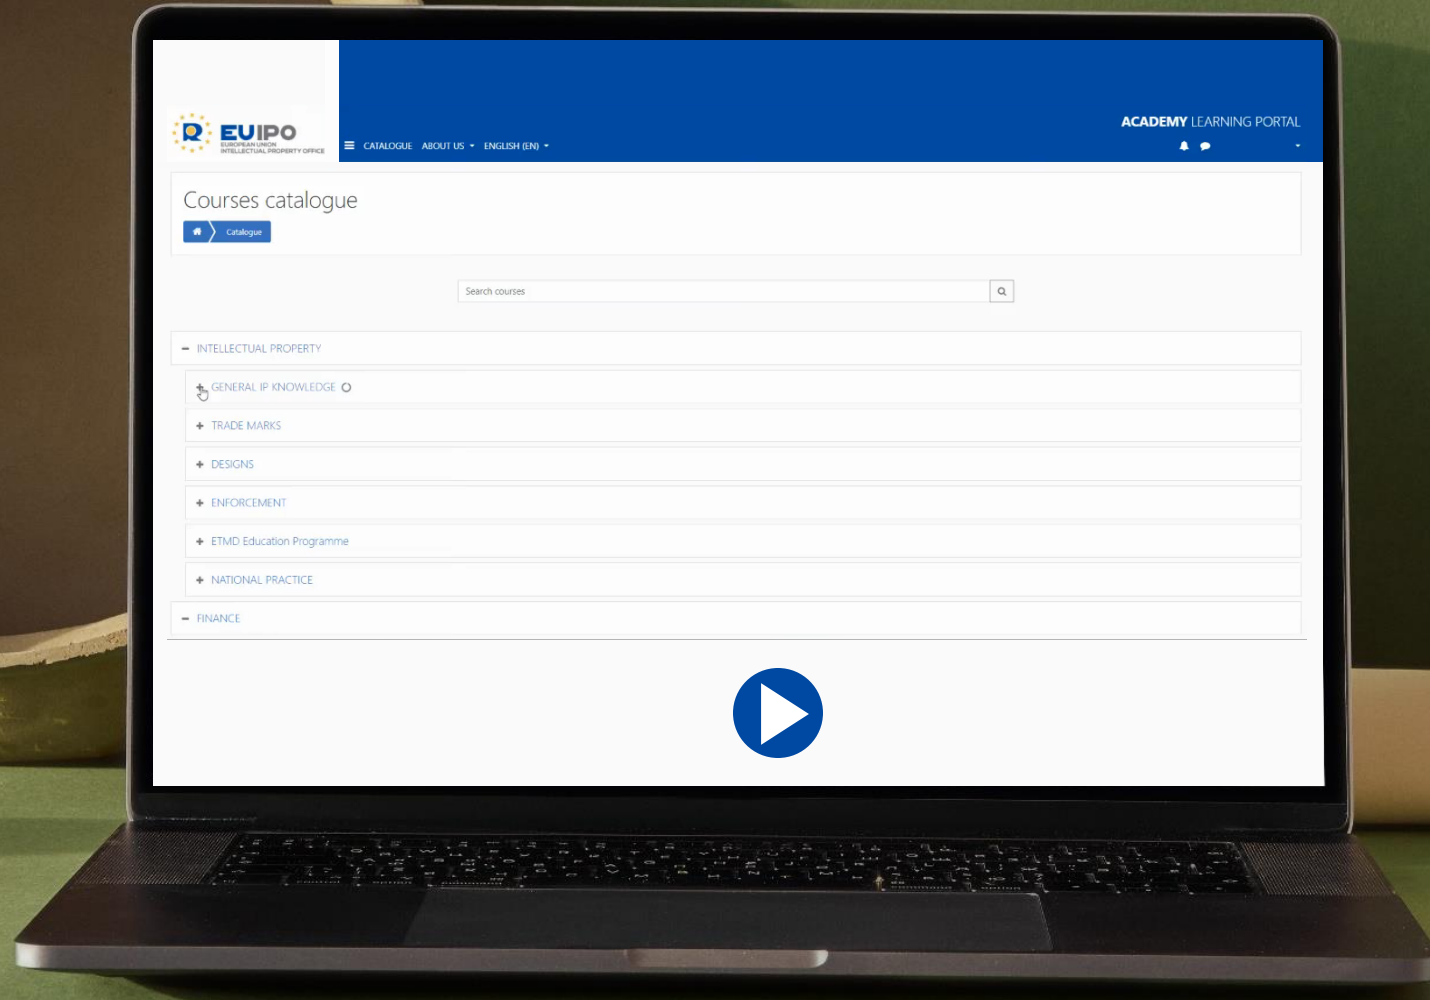 EUIPO
EUROPEAN UNION
INTELLECTUAL PROPERTY OFFICE
ACADEMY LEARNING PORTAL
CATALOGUE ABOUT US ENGLISH (EN)
Courses catalogue
Catalogue
Search courses
INTELLECTUAL PROPERTY
GENERAL IP KNOWLEDGE
TRADE MARKS
DESIGNS
ENFORCEMENT
ETMD Education Programme
NATIONAL PRACTICE
FINANCE